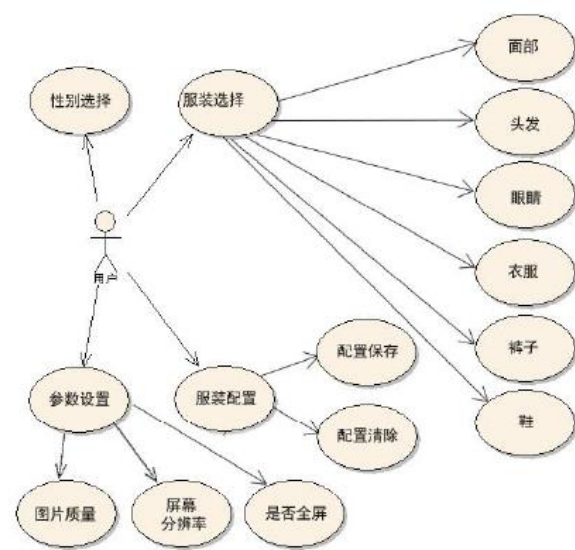 面部
性别选择
服装选择
头发
眼睛
衣服
用户
配置保存
裤子
参数设置
服装配置
鞋
配置清除
图片质量
屏幕
分辨率
是否全屏